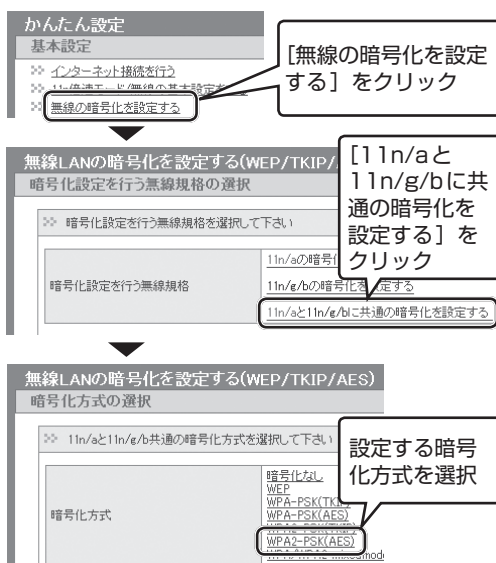 かんたん設定
基本設定
インターネット接続を行う
無線の暗号化を設定する
[無線の暗号化を設定
する]をクリック
無線LANの暗号化を設定する(WEP/TKIP/
暗号化設定を行う無線規格の選択
暗号化設定を行う無線規格を選択して下さい
暗号化設定を行う無線規格
11n/aの暗号
11n/g/bの暗号化を設定する
11n/aと11n/g/bに共通の暗号化を設定する
[11n/aと
11n/g/bに共
通の暗号化を
設定する]を
クリック
無線LANの暗号化を設定する(WEP/TKIP/AES)
暗号化方式の選択
11n/aと11n/g/b共通の暗号化方式を選択して下さい
暗号化方式
暗号化なし
WEP
WPA-PSK(TKIP
WPA-PSK(AES)
WPA2-PSK(AES)
設定する暗号
化方式を選択